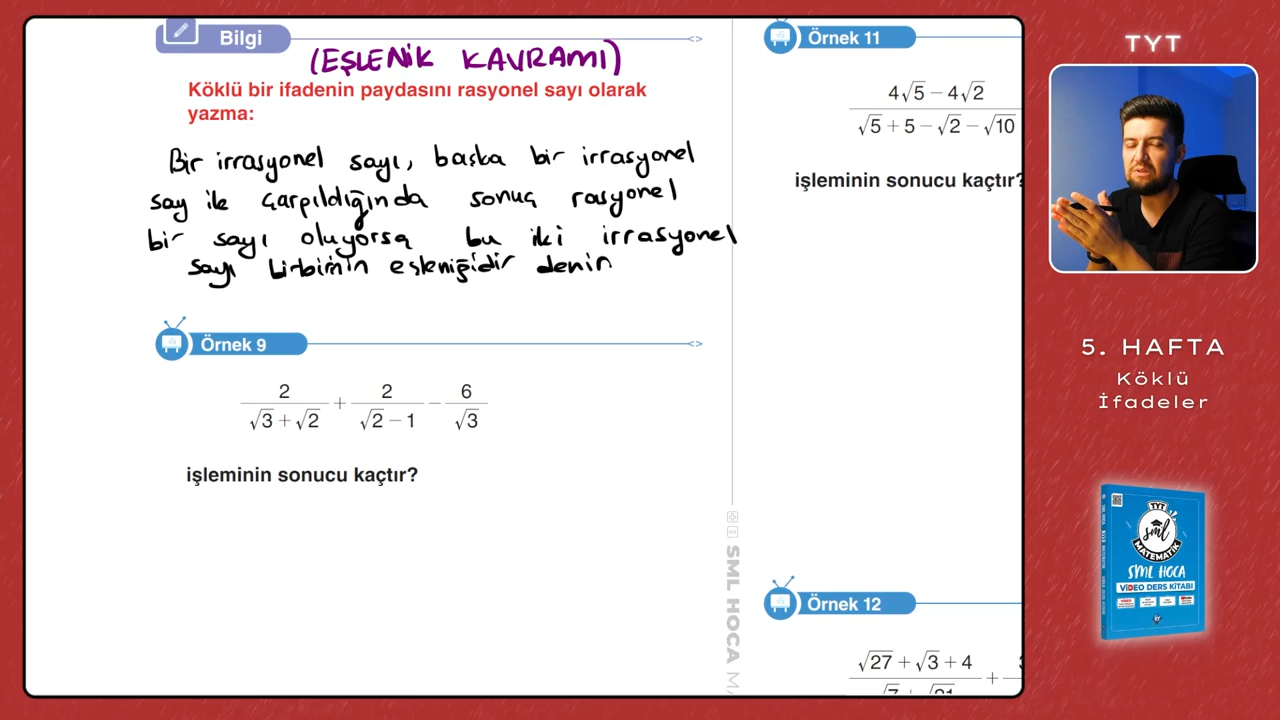 Bilgi
(EŞLENİK KAVRAMI)
Köklü bir ifadenin paydasını rasyonel sayı olarak
yazma:
Bir irrasyonel sayı, başka bir irrasyonel
sayı ile çarpıldığında sonuç rasyonel
bir sayı oluyorsa bu iki irrasyonel
sayı birbirinin eşleniğidir denir
Örnek 9
2/(√3 + √2) + 2/(√2 − 1) − 6/√3
işleminin sonucu kaçtır?
SML HOCA
Örnek 11
(4√5 − 4√2)/(√5 + 5 − √2 − √10)
işleminin sonucu kaçtır?
Örnek 12
√27 + √3 + 4
+
TYT
5. HAFTA
Köklü
İfadeler
TYT
sml
MATEMATİK
SML HOCA
VİDEO DERS KİTABI